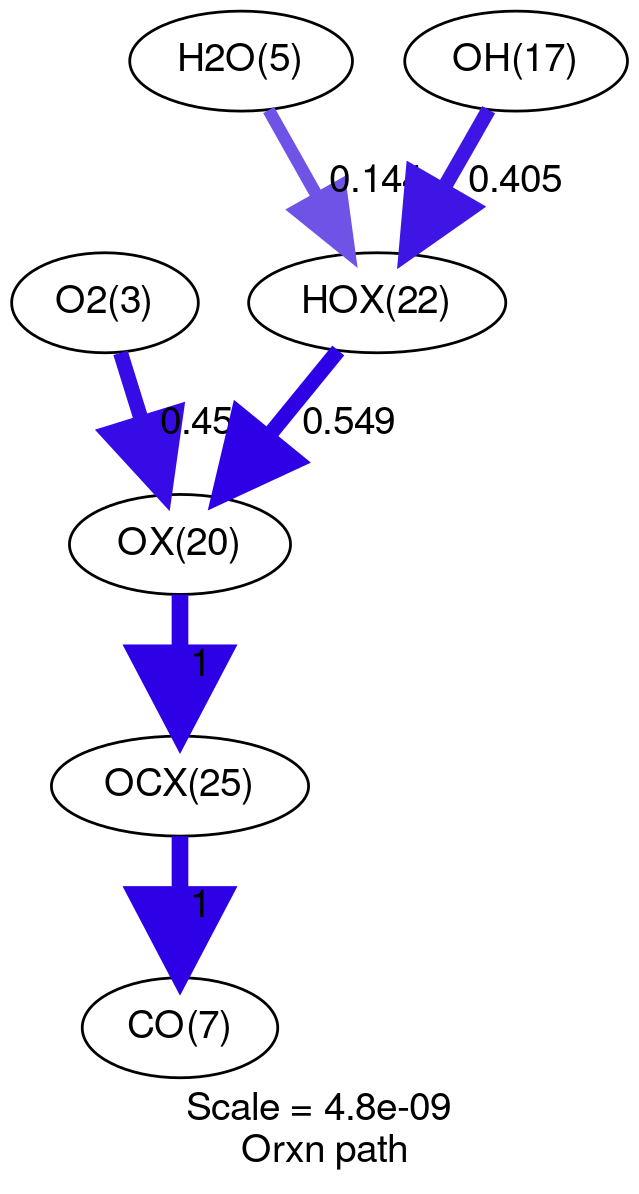 H2O(5)
OH(17)
0.144
0.405
O2(3)
HOX(22)
0.45
0.549
OX(20)
1
OCX(25)
1
CO(7)
Scale = 4.8e-09
Orxn path